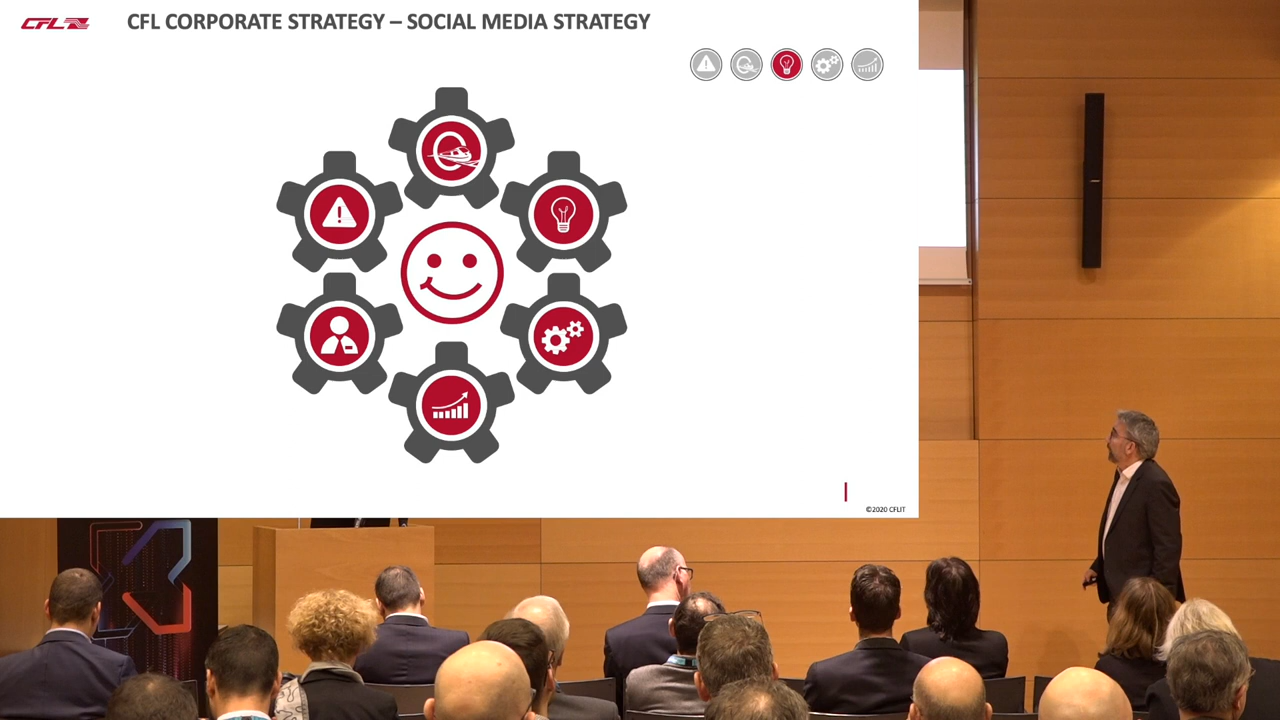 CFL
CFL CORPORATE STRATEGY – SOCIAL MEDIA STRATEGY
©2020 CFLIT